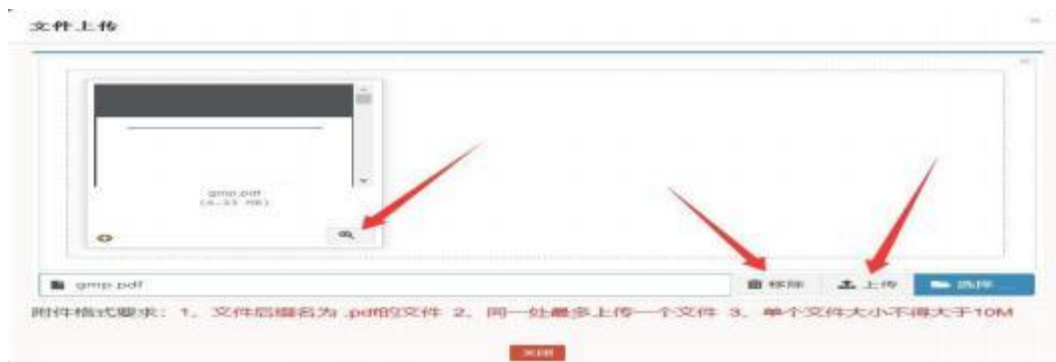 文件上传
gmp.pdf
gmp.pdf
移除
上传
选择 ...
附件格式要求：1、文件后缀名为 .pdf的文件 2、同一处最多上传一个文件 3、单个文件大小不得大于10M
关闭